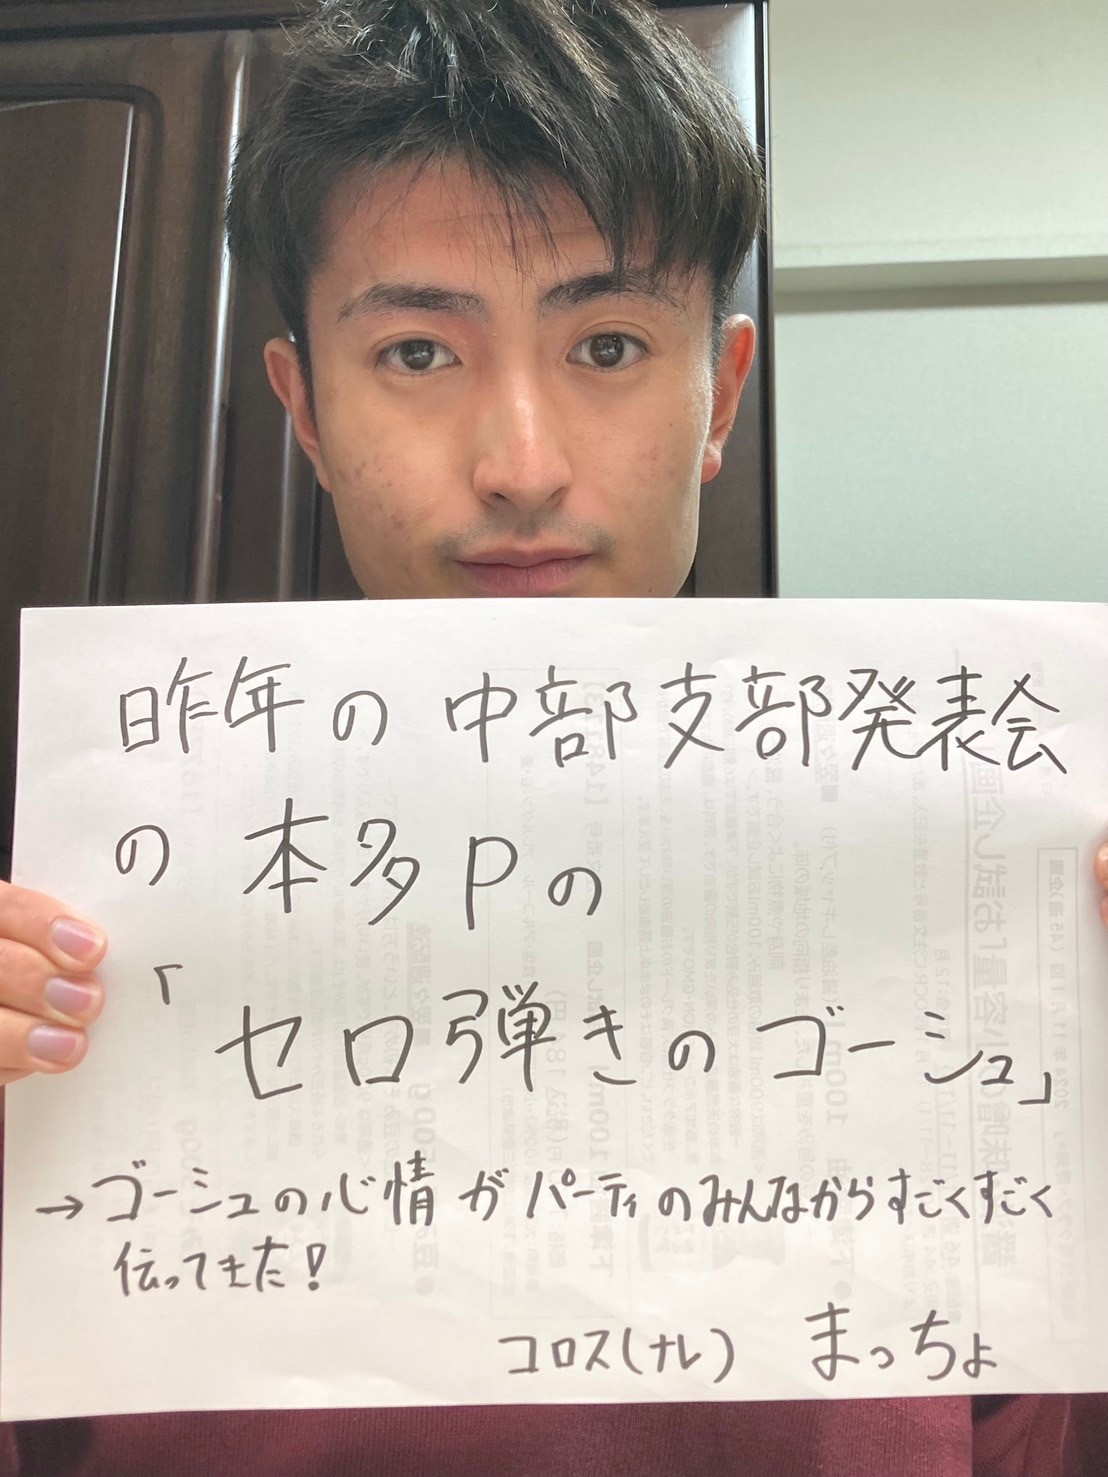 昨年の中部支部発表会
の本多Pの
「セロ弾きのゴーシュ」
→ゴーシュの心情がパーティのみんなからすごくすごく
伝ってきた!
コロス(ナレ) まっちょ